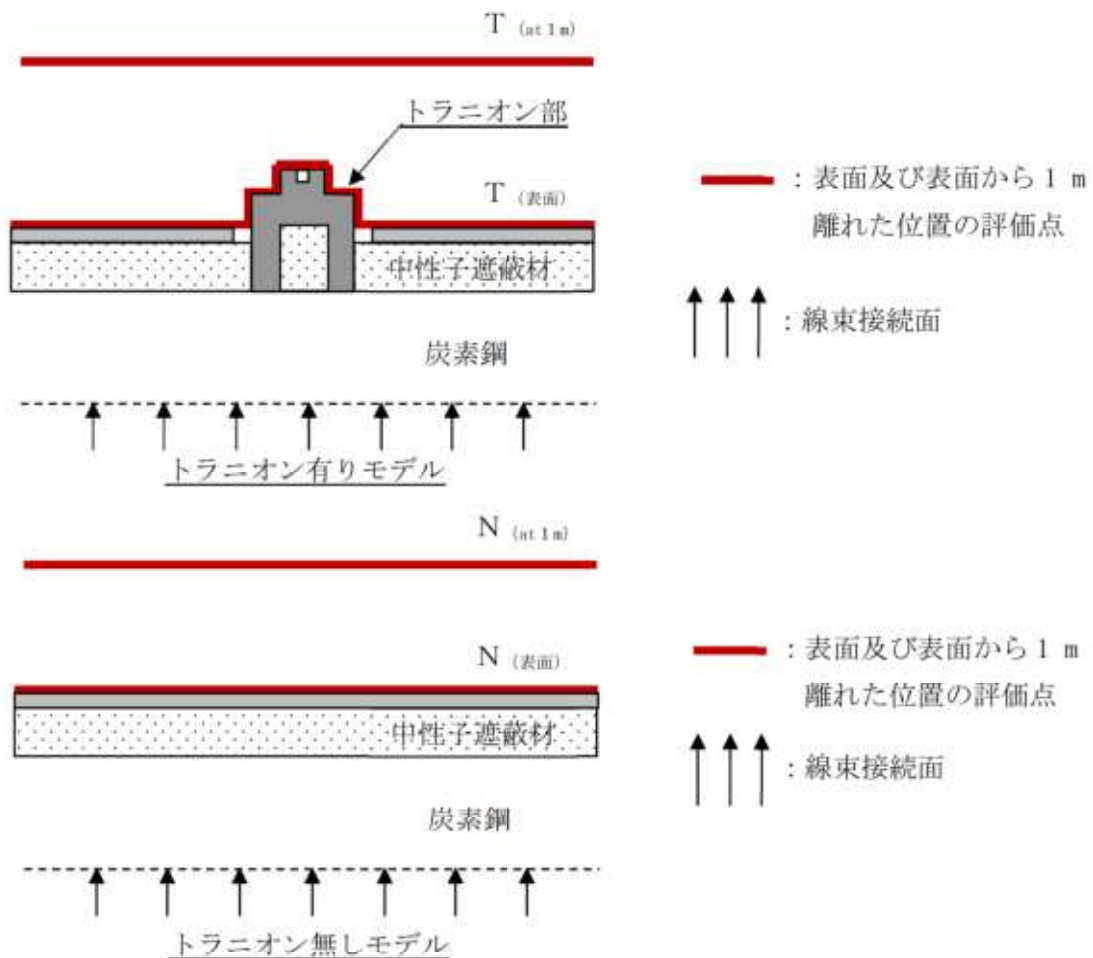 T (at 1 m)
トラニオン部
T (表面)
中性子遮蔽材
炭素鋼
トラニオン有りモデル
：表面及び表面から 1 m
離れた位置の評価点
：線束接続面
N (at 1 m)
N (表面)
中性子遮蔽材
炭素鋼
トラニオン無しモデル
：表面及び表面から 1 m
離れた位置の評価点
：線束接続面